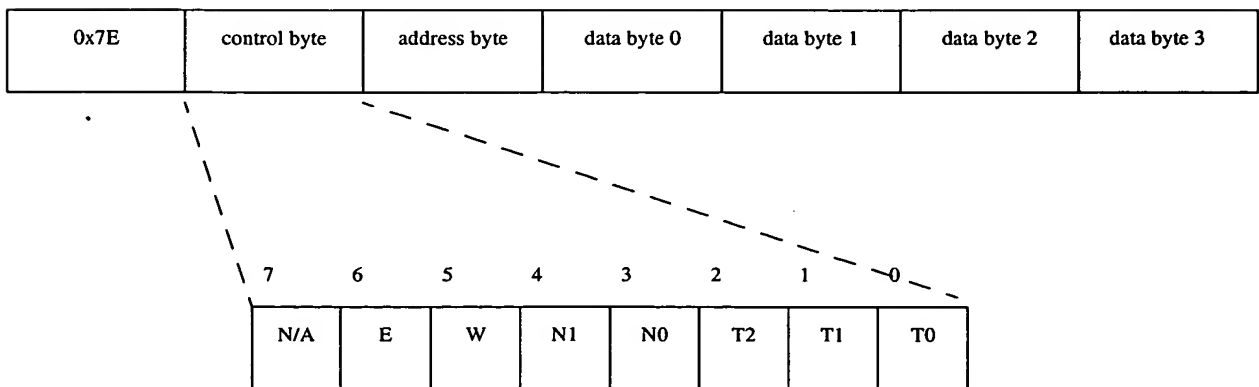 0x7E control byte address byte data byte 0 data byte 1 data byte 2 data byte 3
7 6 5 4 3 2 1 0
N/A E W N1 N0 T2 T1 T0